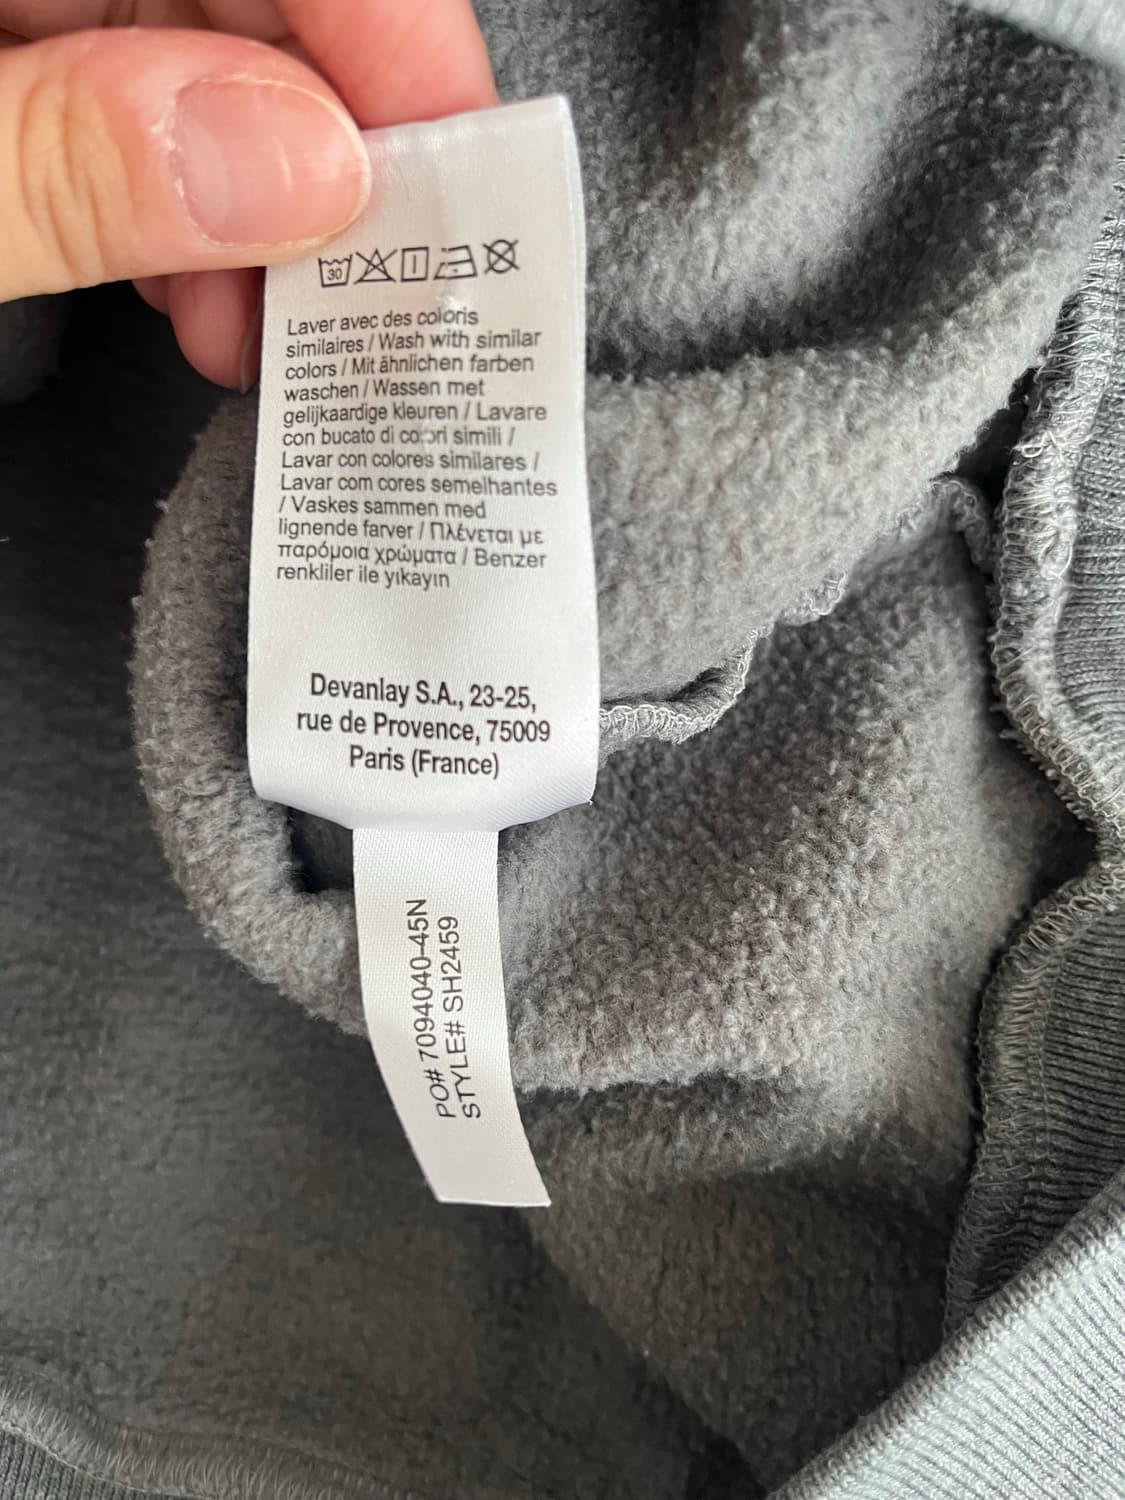 30
Laver avec des coloris
similaires / Wash with similar
colors / Mit ähnlichen farben
waschen / Wassen met
gelijkaardige kleuren / Lavare
con bucato di colori simili /
Lavar con colores similares /
Lavar com cores semelhantes
/ Vaskes sammen med
lignende farver / Πλένεται με
παρόμοια χρώματα / Benzer
renkliler ile yıkayın
Devanlay S.A., 23-25,
rue de Provence, 75009
Paris (France)
PO# 7094040-45N
STYLE# SH2459